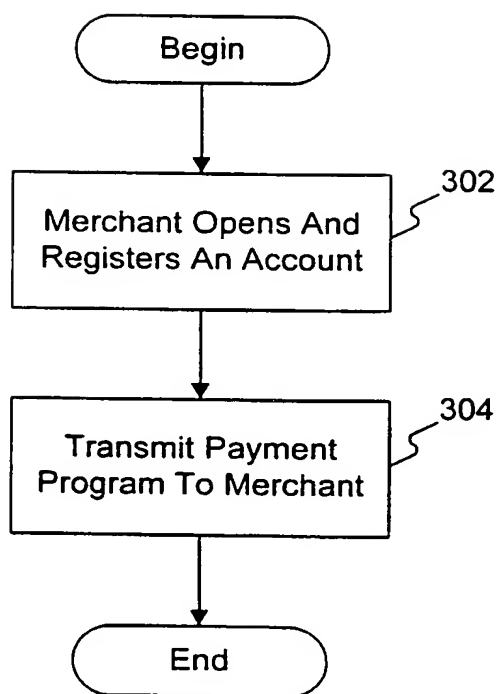 Begin
302
Merchant Opens And
Registers An Account
304
Transmit Payment
Program To Merchant
End